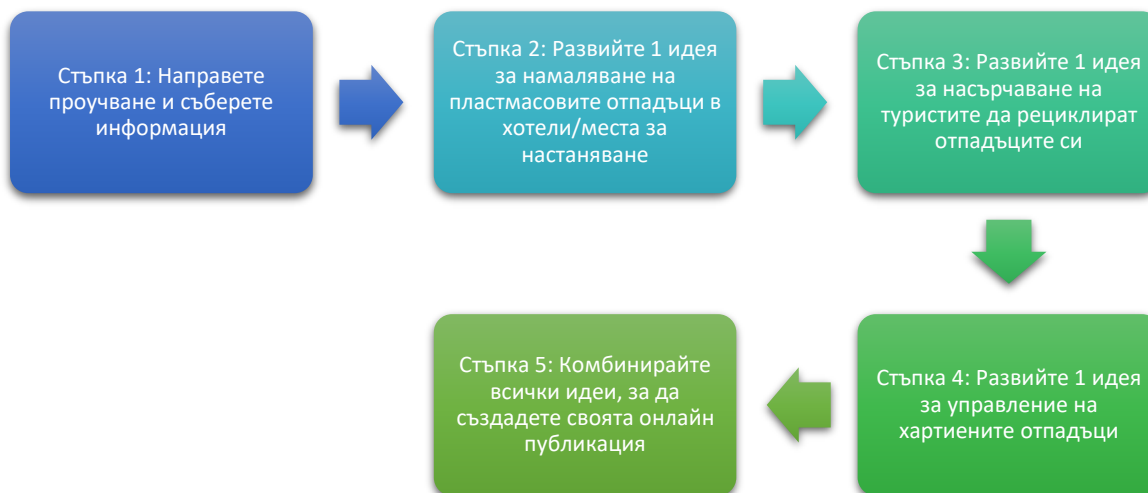 Стъпка 1: Направете
проучване и съберете
информация
Стъпка 2: Развийте 1 идея
за намаляване на
пластмасовите отпадъци в
хотели/места за
настаняване
Стъпка 3: Развийте 1 идея
за насърчаване на
туристите да рециклират
отпадъците си
Стъпка 4: Развийте 1 идея
за управление на
хартиените отпадъци
Стъпка 5: Комбинирайте
всички идеи, за да
създадете своята онлайн
публикация